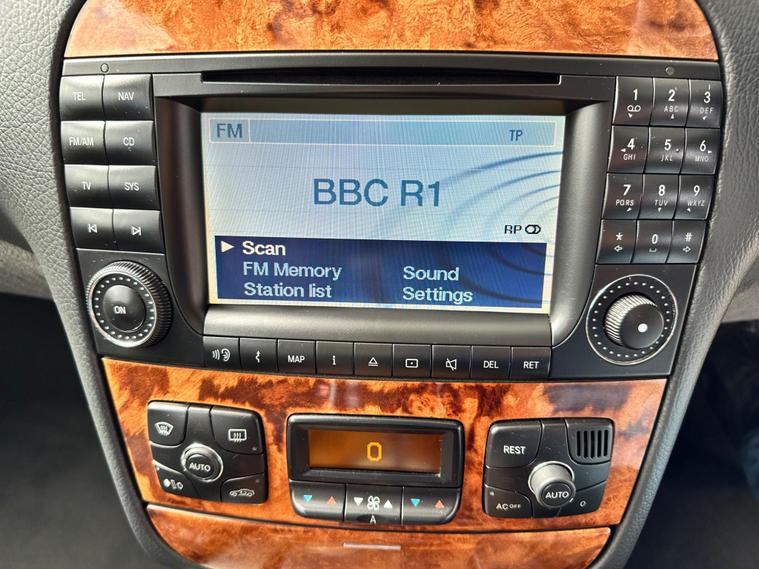 TEL NAV
FM/AM CD
TV SYS
ON
FM TP
BBC R1
RP
Scan
FM Memory Sound
Station list Settings
1 2 ABC 3 DEF
4 GHI 5 JKL 6 MNO
7 PQRS 8 TUV 9 WXYZ
* 0 #
MAP i DEL RET
AUTO
0
A
REST
AUTO
AC OFF O